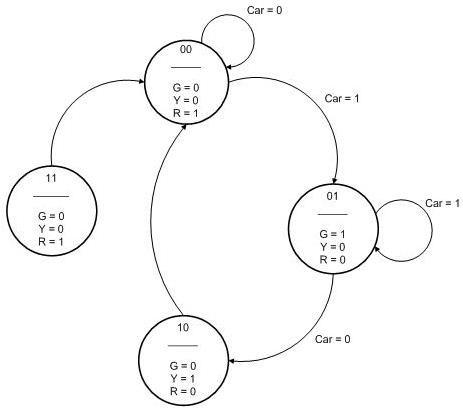 Car = 0
00
G = 0
Y = 0
R = 1
Car = 1
11
G = 0
Y = 0
R = 1
01
G = 1
Y = 0
R = 0
Car = 1
Car = 0
10
G = 0
Y = 1
R = 0